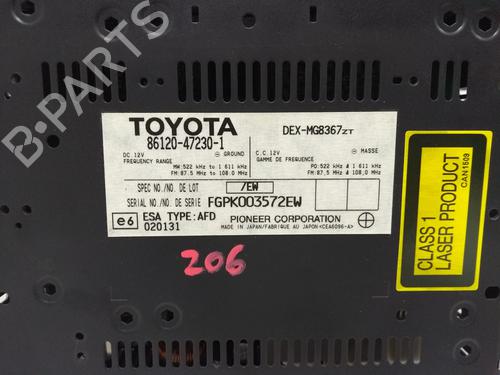 TOYOTA
DEX-MG8367ZT
86120-47230-1
DC.12V GROUND C.C.12V MASSE
FREQUENCY RANGE GAMME DE FREQUENCE
MW:522 kHz to 1 611 kHz PO:522 kHz à 1 611 kHz
FM:87.5 MHz to 108.0 MHz FM:87.5 MHz à 108.0 MHz
SPEC NO./NO. DE LOT /EW
SERIAL NO./NO. DE SERIE FGPK003572EW
e6 ESA TYPE:AFD
020131
PIONEER CORPORATION
MADE IN JAPAN/FABRIQUÉ AU JAPON<CEA6096-A>
206
CLASS 1
LASER PRODUCT
CAN1509
B-PARTS